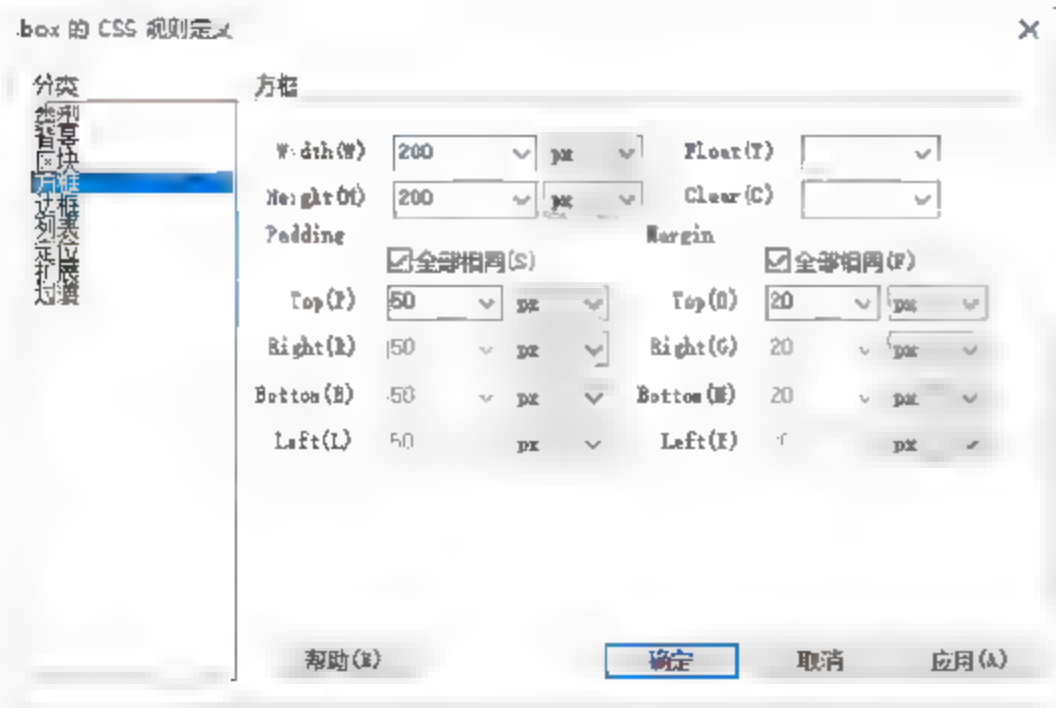 .box 的 CSS 规则定义
分类
类型
背景
区块
方框
边框
列表
定位
扩展
过渡
方框
Width(W) 200 px Float(T)
Height(H) 200 px Clear(C)
Padding Margin
全部相同(S) 全部相同(F)
Top(P) 50 px Top(O) 20 px
Right(R) 50 px Right(G) 20 px
Bottom(B) 50 px Bottom(M) 20 px
Left(L) 50 px Left(E) px
帮助(H) 确定 取消 应用(A)